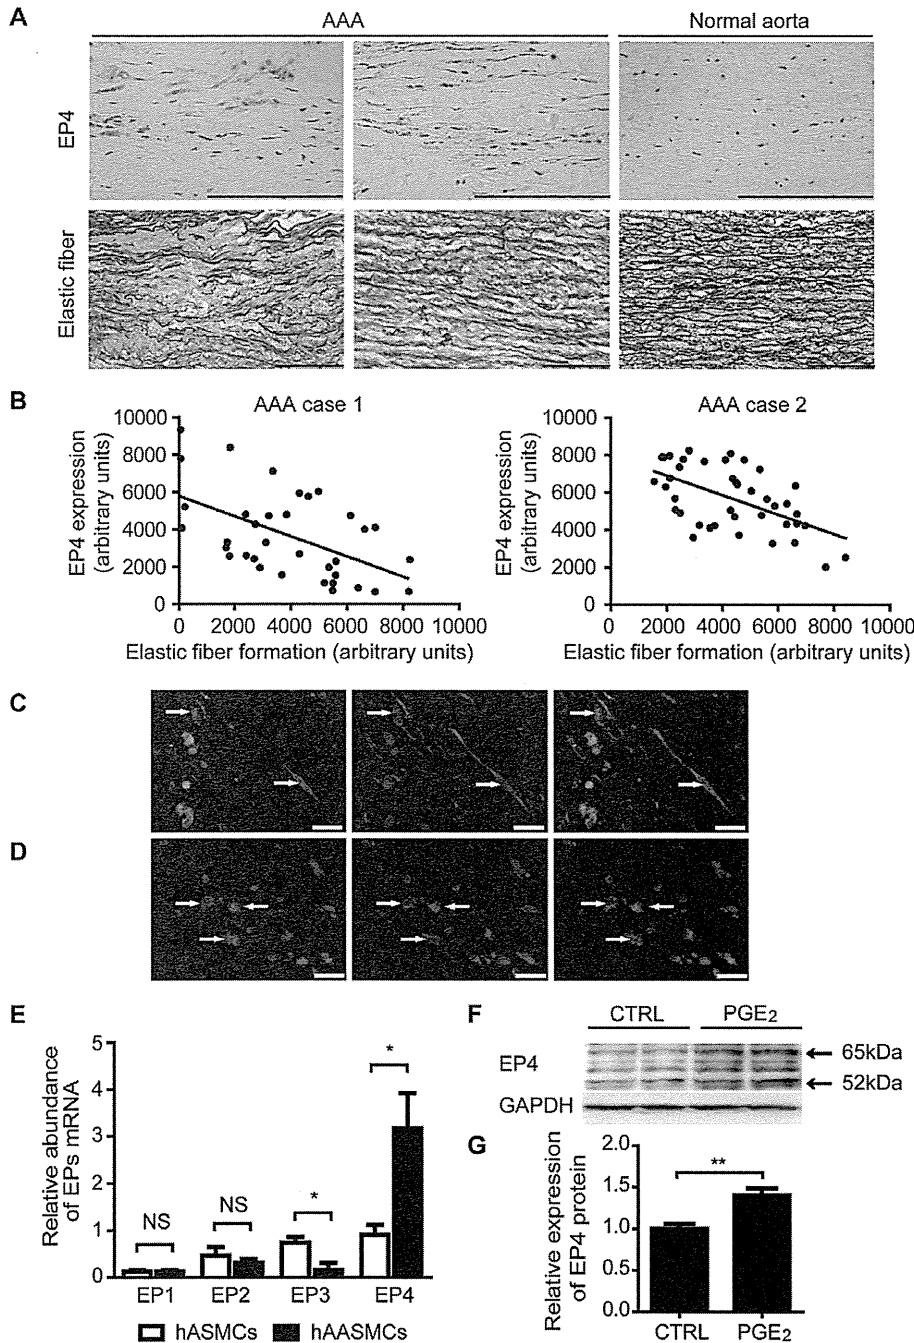 A
AAA
Normal aorta
EP4
Elastic fiber
B
AAA case 1
AAA case 2
EP4 expression
(arbitrary units)
10000
8000
6000
4000
2000
0
0 2000 4000 6000 8000 10000
Elastic fiber formation (arbitrary units)
EP4 expression
(arbitrary units)
10000
8000
6000
4000
2000
0
0 2000 4000 6000 8000 10000
Elastic fiber formation (arbitrary units)
C
D
E
Relative abundance
of EPs mRNA
5
4
3
2
1
0
NS
NS
*
*
EP1 EP2 EP3 EP4
hASMCs hAASMCs
F
CTRL PGE2
EP4
65kDa
52kDa
GAPDH
G
Relative expression
of EP4 protein
2.0
1.5
1.0
0.5
0.0
**
CTRL PGE2